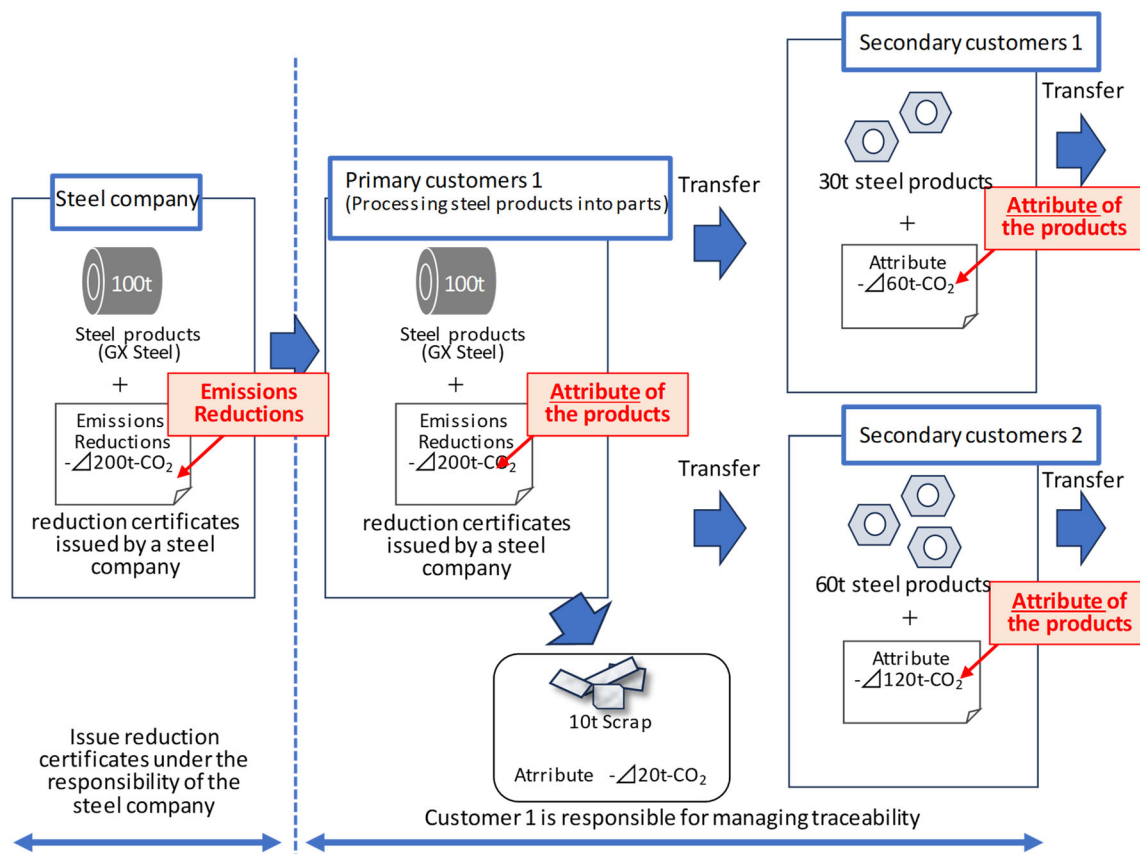 Steel company
100t
Steel products
(GX Steel)
+
Emissions
Reductions
Emissions
Reductions
-⊿200t-CO₂
reduction certificates
issued by a steel
company
Issue reduction
certificates under the
responsibility of the
steel company
Primary customers 1
(Processing steel products into parts)
100t
Steel products
(GX Steel)
+
Attribute of
the products
Emissions
Reductions
-⊿200t-CO₂
reduction certificates
issued by a steel
company
10t Scrap
Atrribute -⊿20t-CO₂
Customer 1 is responsible for managing traceability
Transfer
Transfer
Secondary customers 1
30t steel products
+
Attribute of
the products
Attribute
-⊿60t-CO₂
Transfer
Secondary customers 2
60t steel products
+
Attribute of
the products
Attribute
-⊿120t-CO₂
Transfer